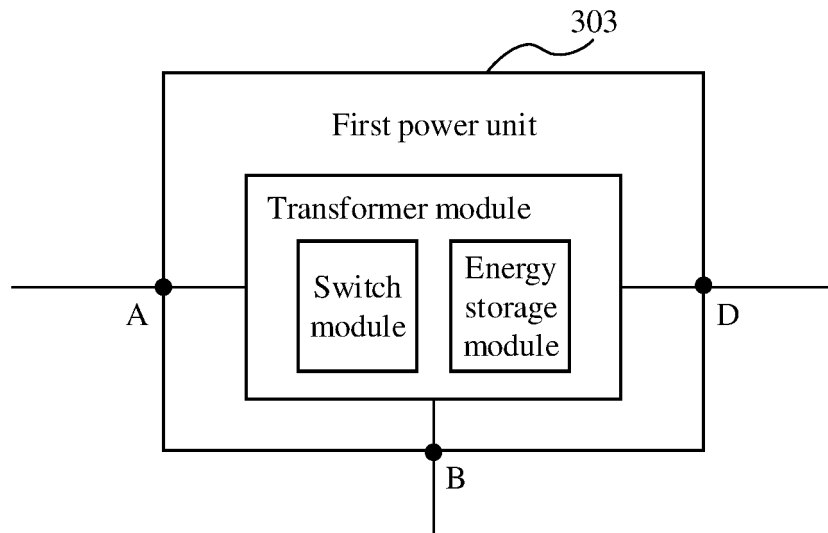 303
First power unit
Transformer module
Switch
module
Energy
storage
module
A
D
B